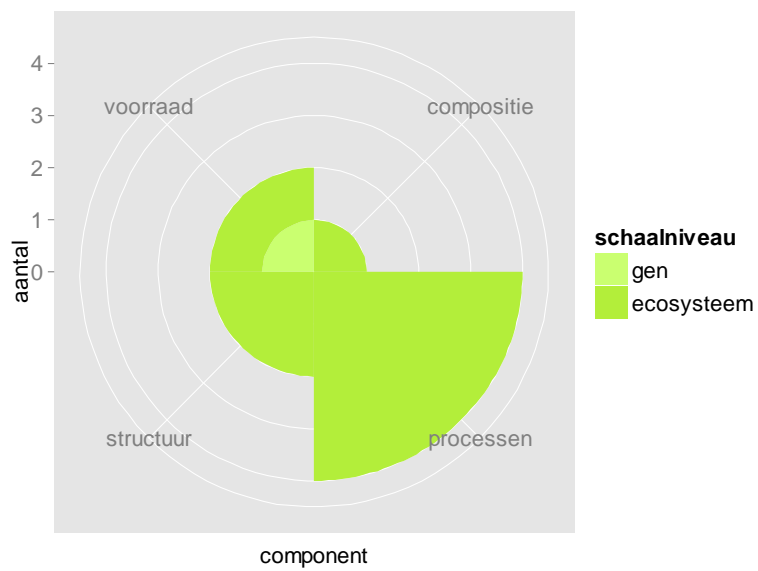 4
3
2
1
0
aantal
voorraad
compositie
structuur
processen
component
schaalniveau
gen
ecosysteem